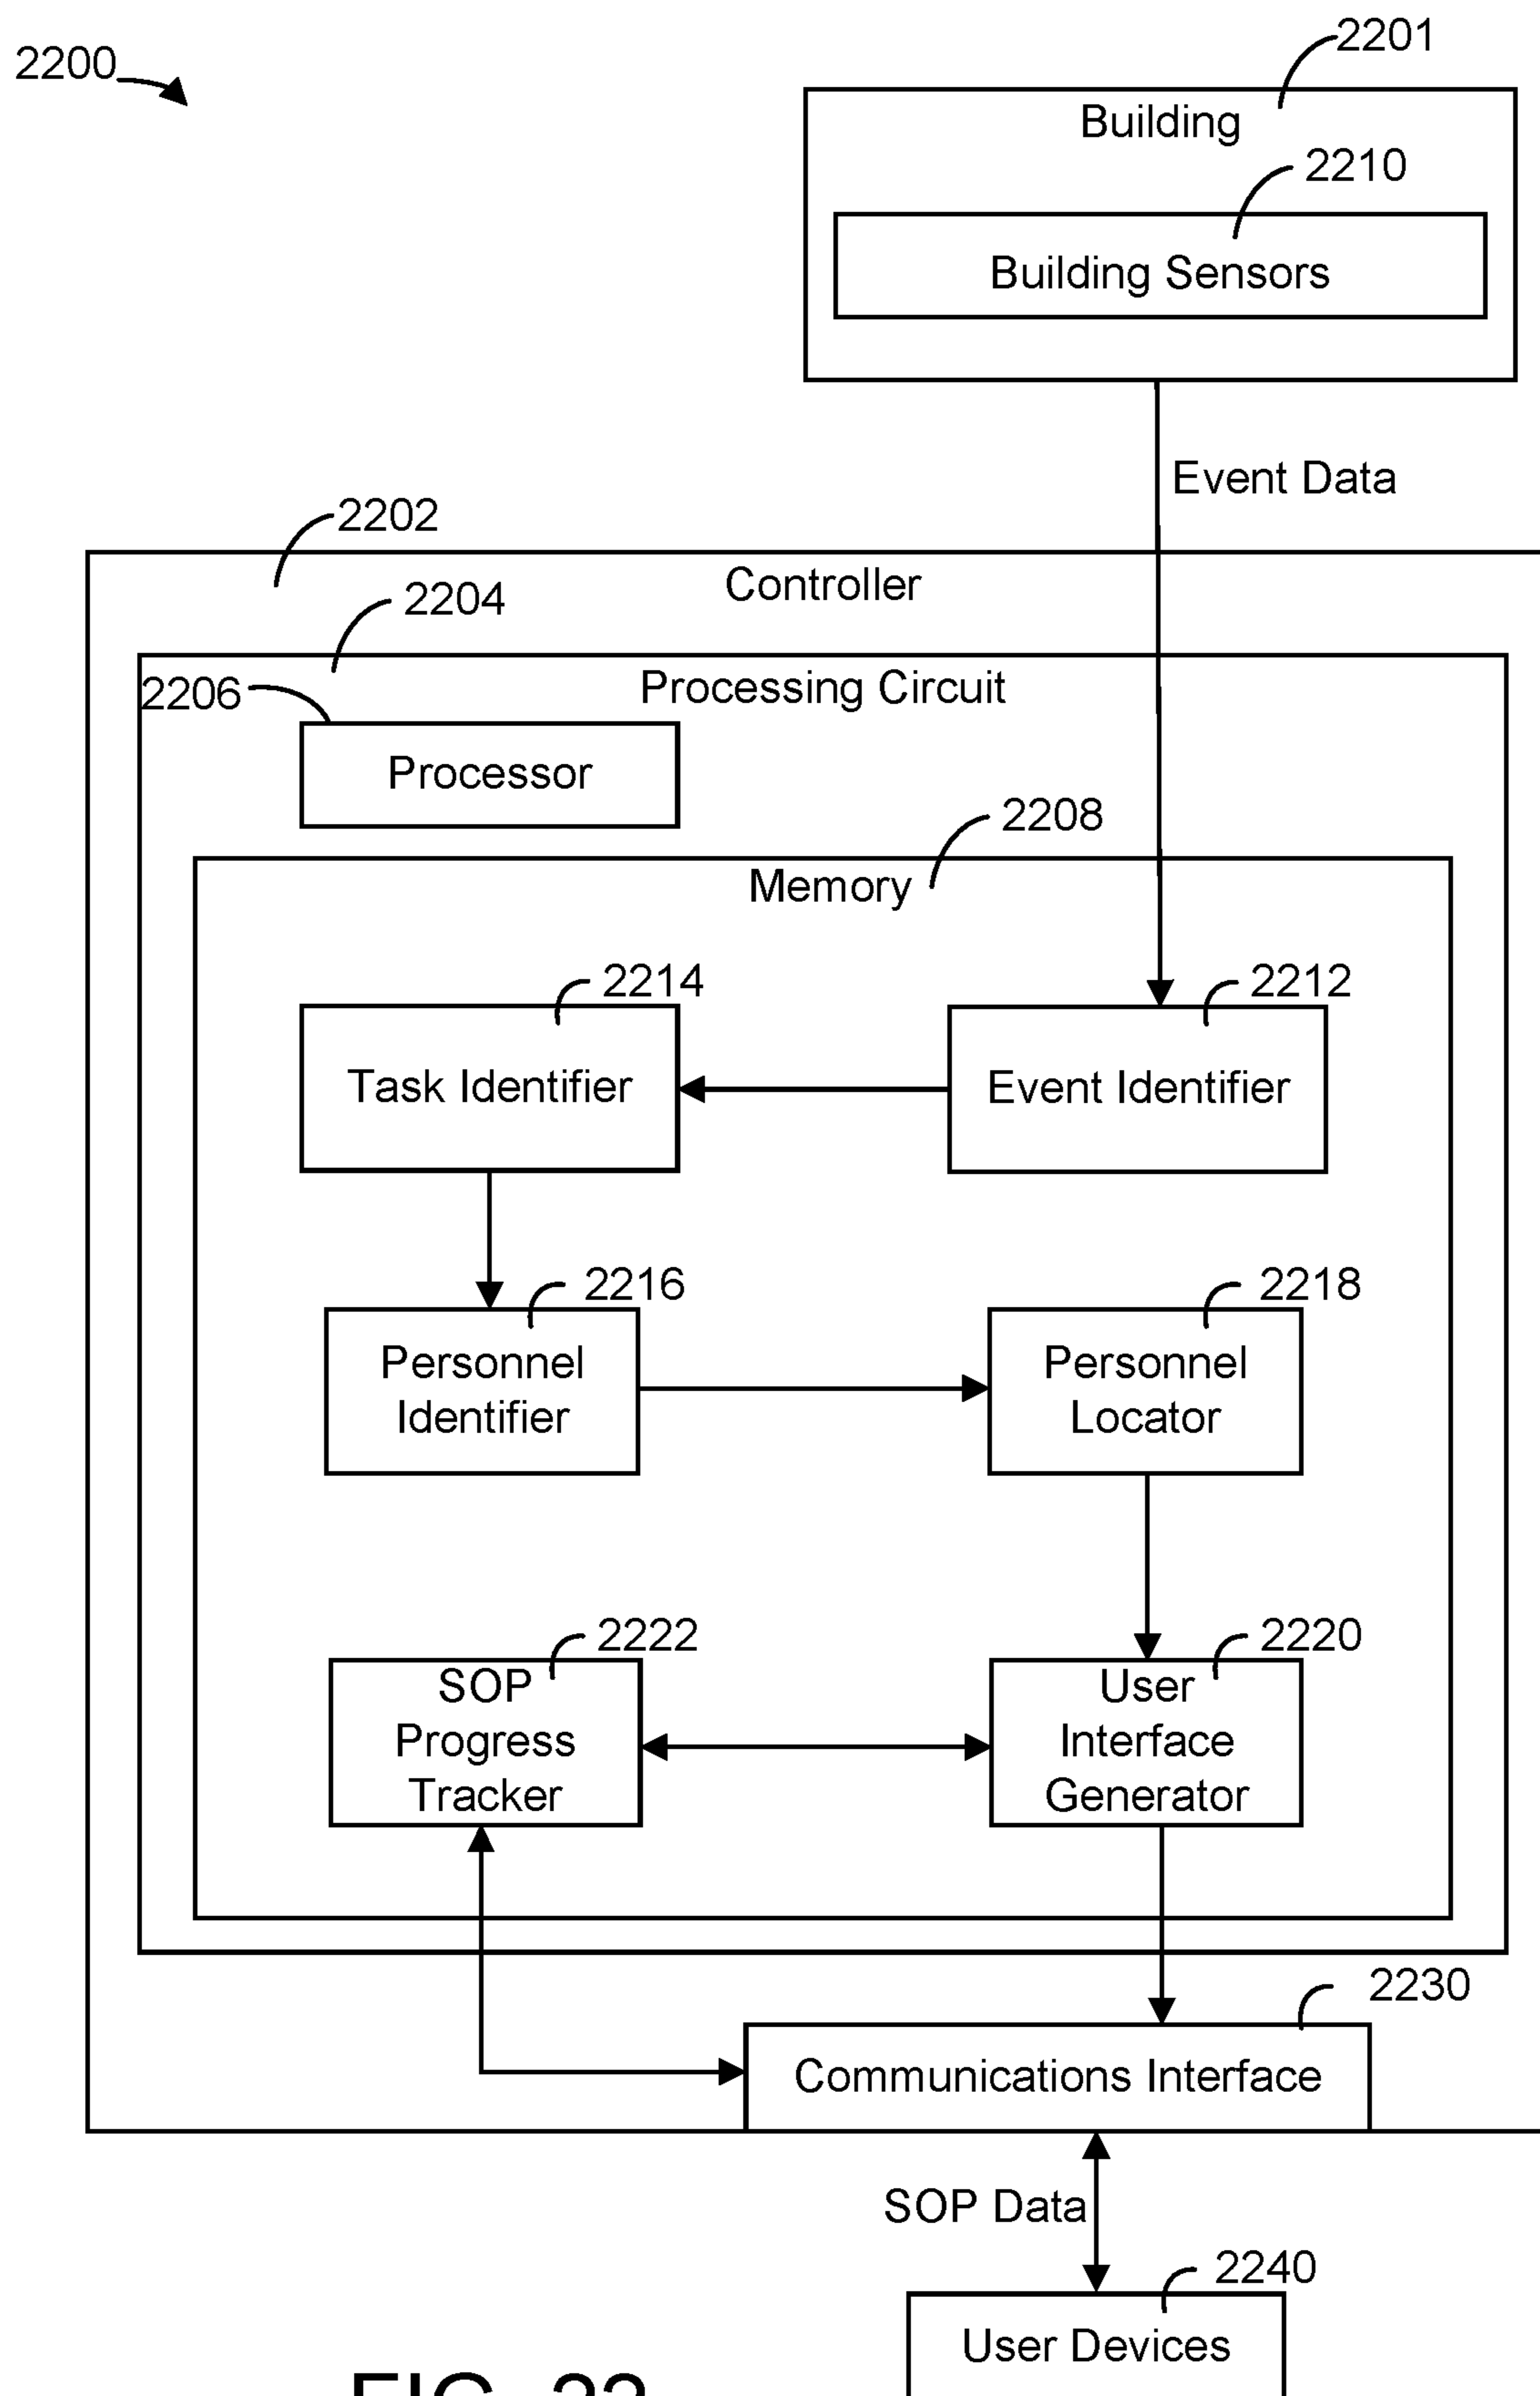 2201
2200
Building
2210
Building Sensors
Event Data
2202
Controller
2204
Processing Circuit
2206
Processor
2208
Memory
2214
2212
Task Identifier
Event Identifier
2216
2218
Personnel
Identifier
Personnel
Locator
2222
2220
SOP
Progress
Tracker
User
Interface
Generator
2230
Communications Interface
SOP Data
2240
User Devices
FIG. 22